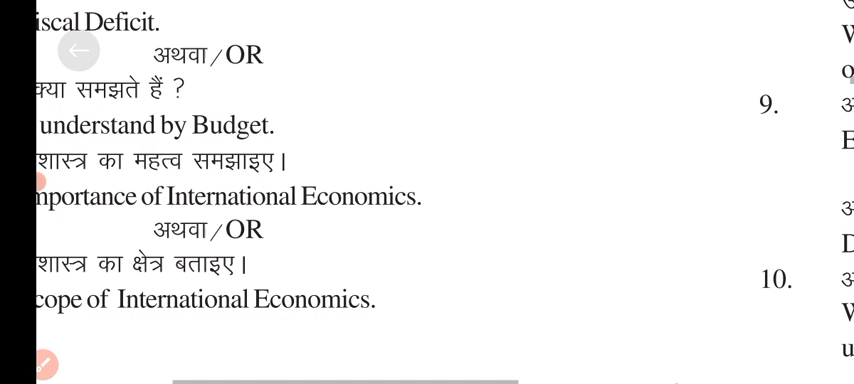 iscal Deficit.
अथवा/OR
क्या समझते हैं ?
understand by Budget.
शास्त्र का महत्व समझाइए।
mportance of International Economics.
अथवा/OR
शास्त्र का क्षेत्र बताइए।
cope of International Economics.
9.
10.